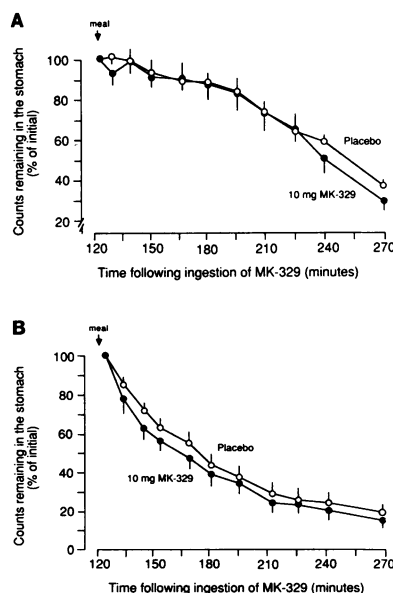 A
meal
Counts remaining in the stomach
(% of initial)
100
80
60
40
20
Placebo
10 mg MK-329
120 150 180 210 240 270
Time following ingestion of MK-329 (minutes)
B
meal
Counts remaining in the stomach
(% of initial)
100
80
60
40
20
0
Placebo
10 mg MK-329
120 150 180 210 240 270
Time following ingestion of MK-329 (minutes)